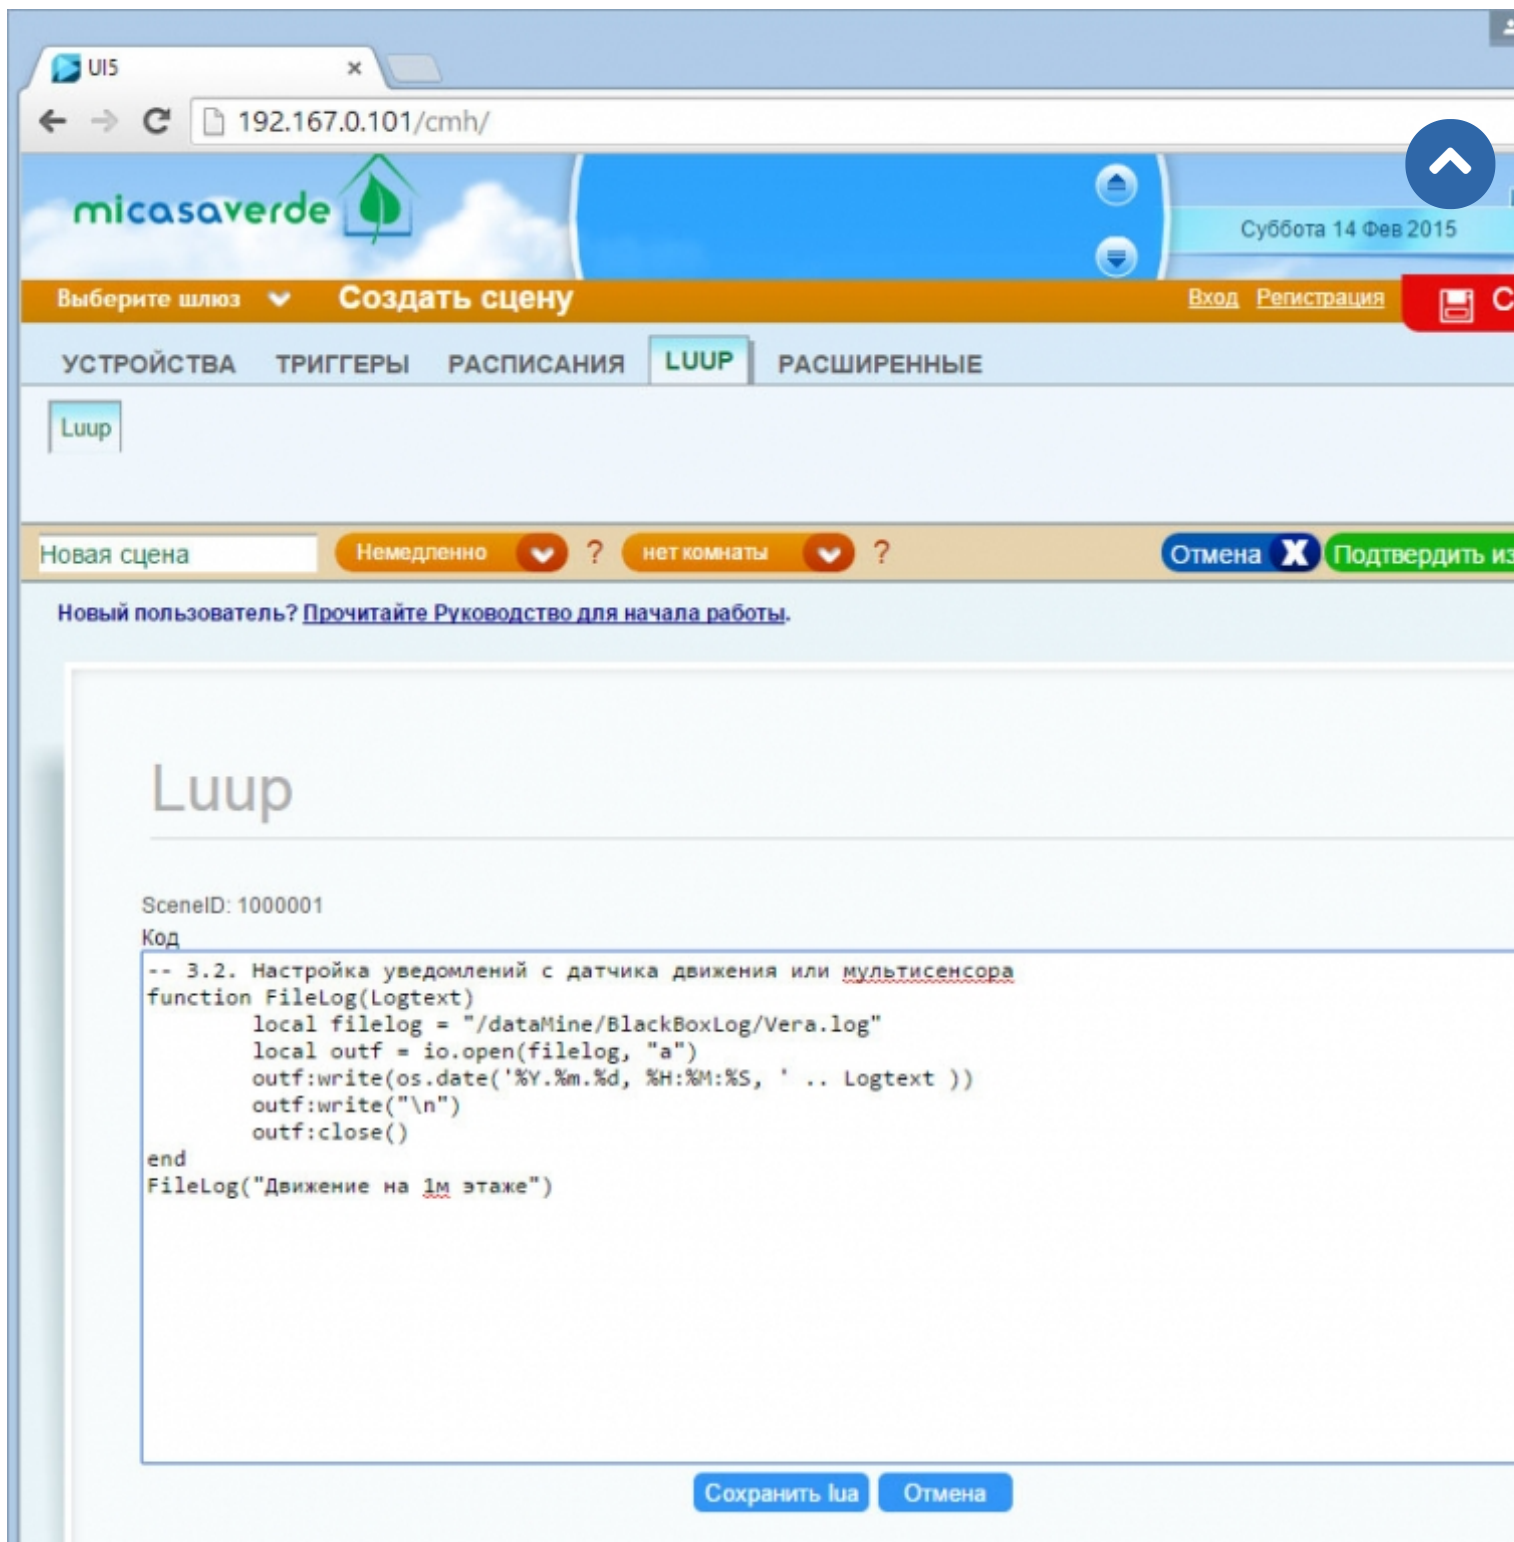 UI5
192.167.0.101/cmh/
micasaverde
Суббота 14 Фев 2015
Выберите шлюз Создать сцену Вход Регистрация С
УСТРОЙСТВА ТРИГГЕРЫ РАСПИСАНИЯ LUUP РАСШИРЕННЫЕ
Luup
Новая сцена Немедленно ? нет комнаты ? Отмена X Подтвердить из
Новый пользователь? Прочитайте Руководство для начала работы.
Luup
SceneID: 1000001
Код
-- 3.2. Настройка уведомлений с датчика движения или мультисенсора
function FileLog(Logtext)
local filelog = "/dataMine/BlackBoxLog/Vera.log"
local outf = io.open(filelog, "a")
outf:write(os.date('%Y.%m.%d, %H:%M:%S, ' .. Logtext ))
outf:write("\n")
outf:close()
end
FileLog("Движение на 1м этаже")
Сохранить lua Отмена